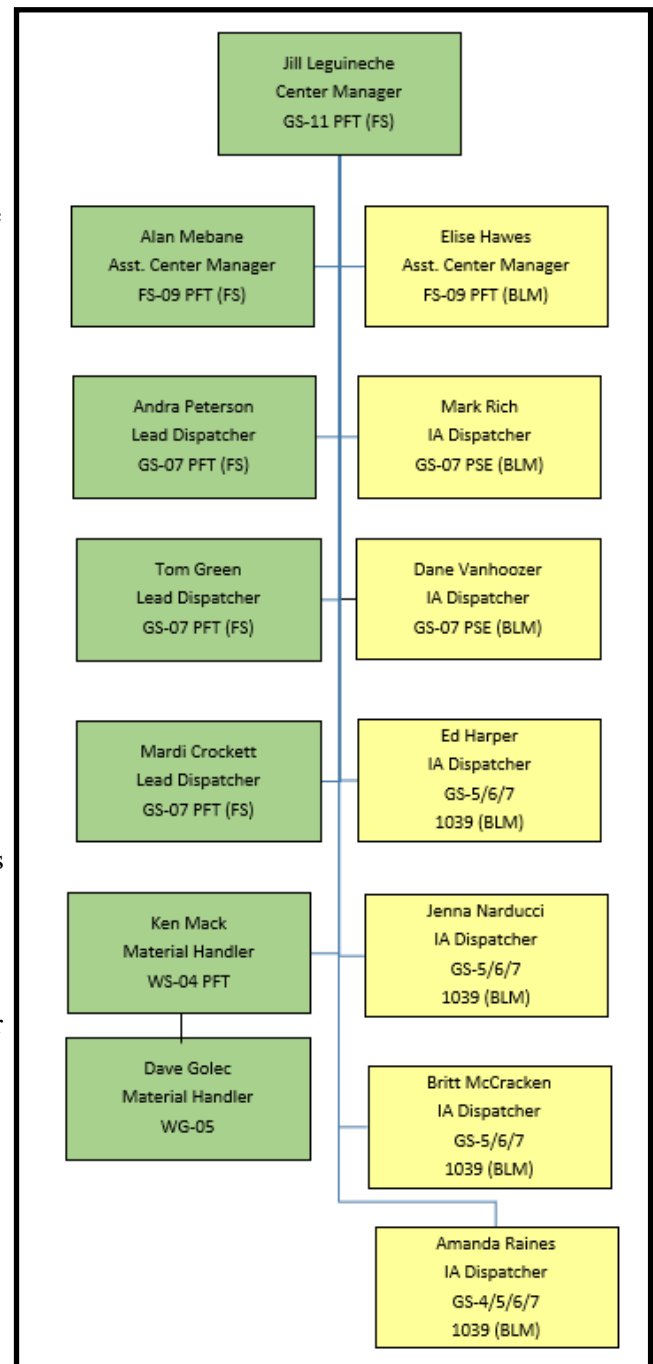 Jill Leguineche
Center Manager
GS-11 PFT (FS)
Alan Mebane
Asst. Center Manager
FS-09 PFT (FS)
Elise Hawes
Asst. Center Manager
FS-09 PFT (BLM)
Andra Peterson
Lead Dispatcher
GS-07 PFT (FS)
Mark Rich
IA Dispatcher
GS-07 PSE (BLM)
Tom Green
Lead Dispatcher
GS-07 PFT (FS)
Dane Vanhoozer
IA Dispatcher
GS-07 PSE (BLM)
Mardi Crockett
Lead Dispatcher
GS-07 PFT (FS)
Ed Harper
IA Dispatcher
GS-5/6/7
1039 (BLM)
Ken Mack
Material Handler
WS-04 PFT
Jenna Narducci
IA Dispatcher
GS-5/6/7
1039 (BLM)
Dave Golec
Material Handler
WG-05
Britt McCracken
IA Dispatcher
GS-5/6/7
1039 (BLM)
Amanda Raines
IA Dispatcher
GS-4/5/6/7
1039 (BLM)